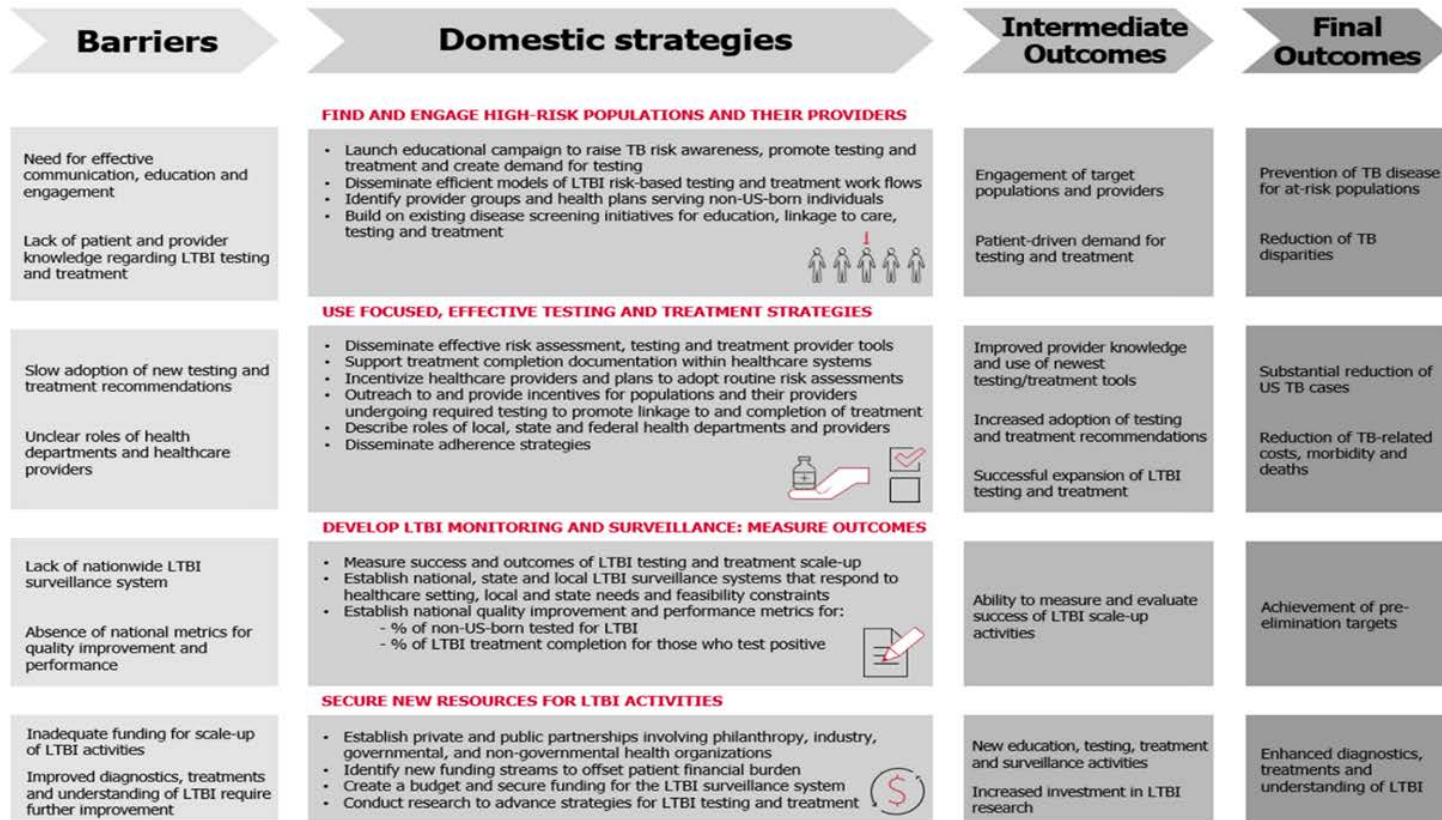 Barriers
Domestic strategies
Intermediate
Outcomes
Final
Outcomes
FIND AND ENGAGE HIGH-RISK POPULATIONS AND THEIR PROVIDERS
Need for effective
communication, education and
engagement
Lack of patient and provider
knowledge regarding LTBI testing
and treatment
• Launch educational campaign to raise TB risk awareness, promote testing and
treatment and create demand for testing
• Disseminate efficient models of LTBI risk-based testing and treatment work flows
• Identify provider groups and health plans serving non-US-born individuals
• Build on existing disease screening initiatives for education, linkage to care,
testing and treatment
Engagement of target
populations and providers
Patient-driven demand for
testing and treatment
Prevention of TB disease
for at-risk populations
Reduction of TB
disparities
USE FOCUSED, EFFECTIVE TESTING AND TREATMENT STRATEGIES
Slow adoption of new testing and
treatment recommendations
Unclear roles of health
departments and healthcare
providers
• Disseminate effective risk assessment, testing and treatment provider tools
• Support treatment completion documentation within healthcare systems
• Incentivize healthcare providers and plans to adopt routine risk assessments
• Outreach to and provide incentives for populations and their providers
undergoing required testing to promote linkage to and completion of treatment
• Describe roles of local, state and federal health departments and providers
• Disseminate adherence strategies
Improved provider knowledge
and use of newest
testing/treatment tools
Increased adoption of testing
and treatment recommendations
Successful expansion of LTBI
testing and treatment
Substantial reduction of
US TB cases
Reduction of TB-related
costs, morbidity and
deaths
DEVELOP LTBI MONITORING AND SURVEILLANCE: MEASURE OUTCOMES
Lack of nationwide LTBI
surveillance system
Absence of national metrics for
quality improvement and
performance
• Measure success and outcomes of LTBI testing and treatment scale-up
• Establish national, state and local LTBI surveillance systems that respond to
healthcare setting, local and state needs and feasibility constraints
• Establish national quality improvement and performance metrics for:
- % of non-US-born tested for LTBI
- % of LTBI treatment completion for those who test positive
Ability to measure and evaluate
success of LTBI scale-up
activities
Achievement of pre-
elimination targets
SECURE NEW RESOURCES FOR LTBI ACTIVITIES
Inadequate funding for scale-up
of LTBI activities
Improved diagnostics, treatments
and understanding of LTBI require
further improvement
• Establish private and public partnerships involving philanthropy, industry,
governmental, and non-governmental health organizations
• Identify new funding streams to offset patient financial burden
• Create a budget and secure funding for the LTBI surveillance system
• Conduct research to advance strategies for LTBI testing and treatment
$
New education, testing, treatment
and surveillance activities
Increased investment in LTBI
research
Enhanced diagnostics,
treatments and
understanding of LTBI